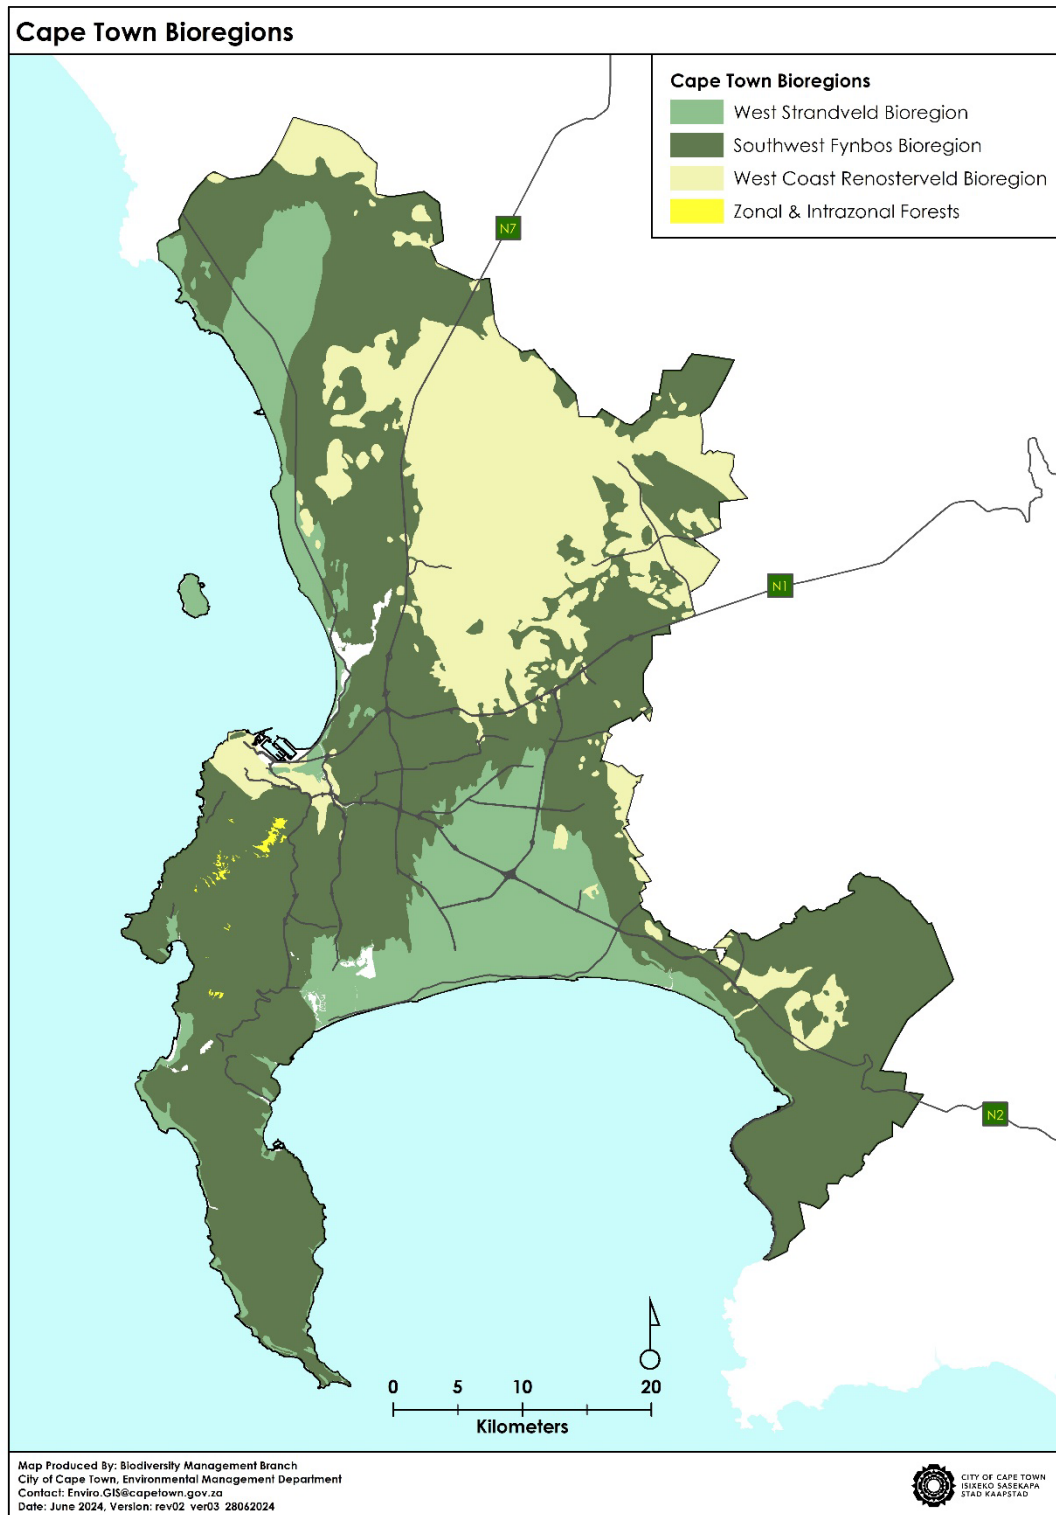 Cape Town Bioregions
Cape Town Bioregions
West Strandveld Bioregion
Southwest Fynbos Bioregion
West Coast Renosterveld Bioregion
Zonal & Intrazonal Forests
N7
N1
N2
0 5 10 20
Kilometers
Map Produced By: Biodiversity Management Branch
City of Cape Town, Environmental Management Department
Contact: Enviro.GIS@capetown.gov.za
Date: June 2024, Version: rev02_ver03_28062024
CITY OF CAPE TOWN
ISIXEKO SASEKAPA
STAD KAAPSTAD